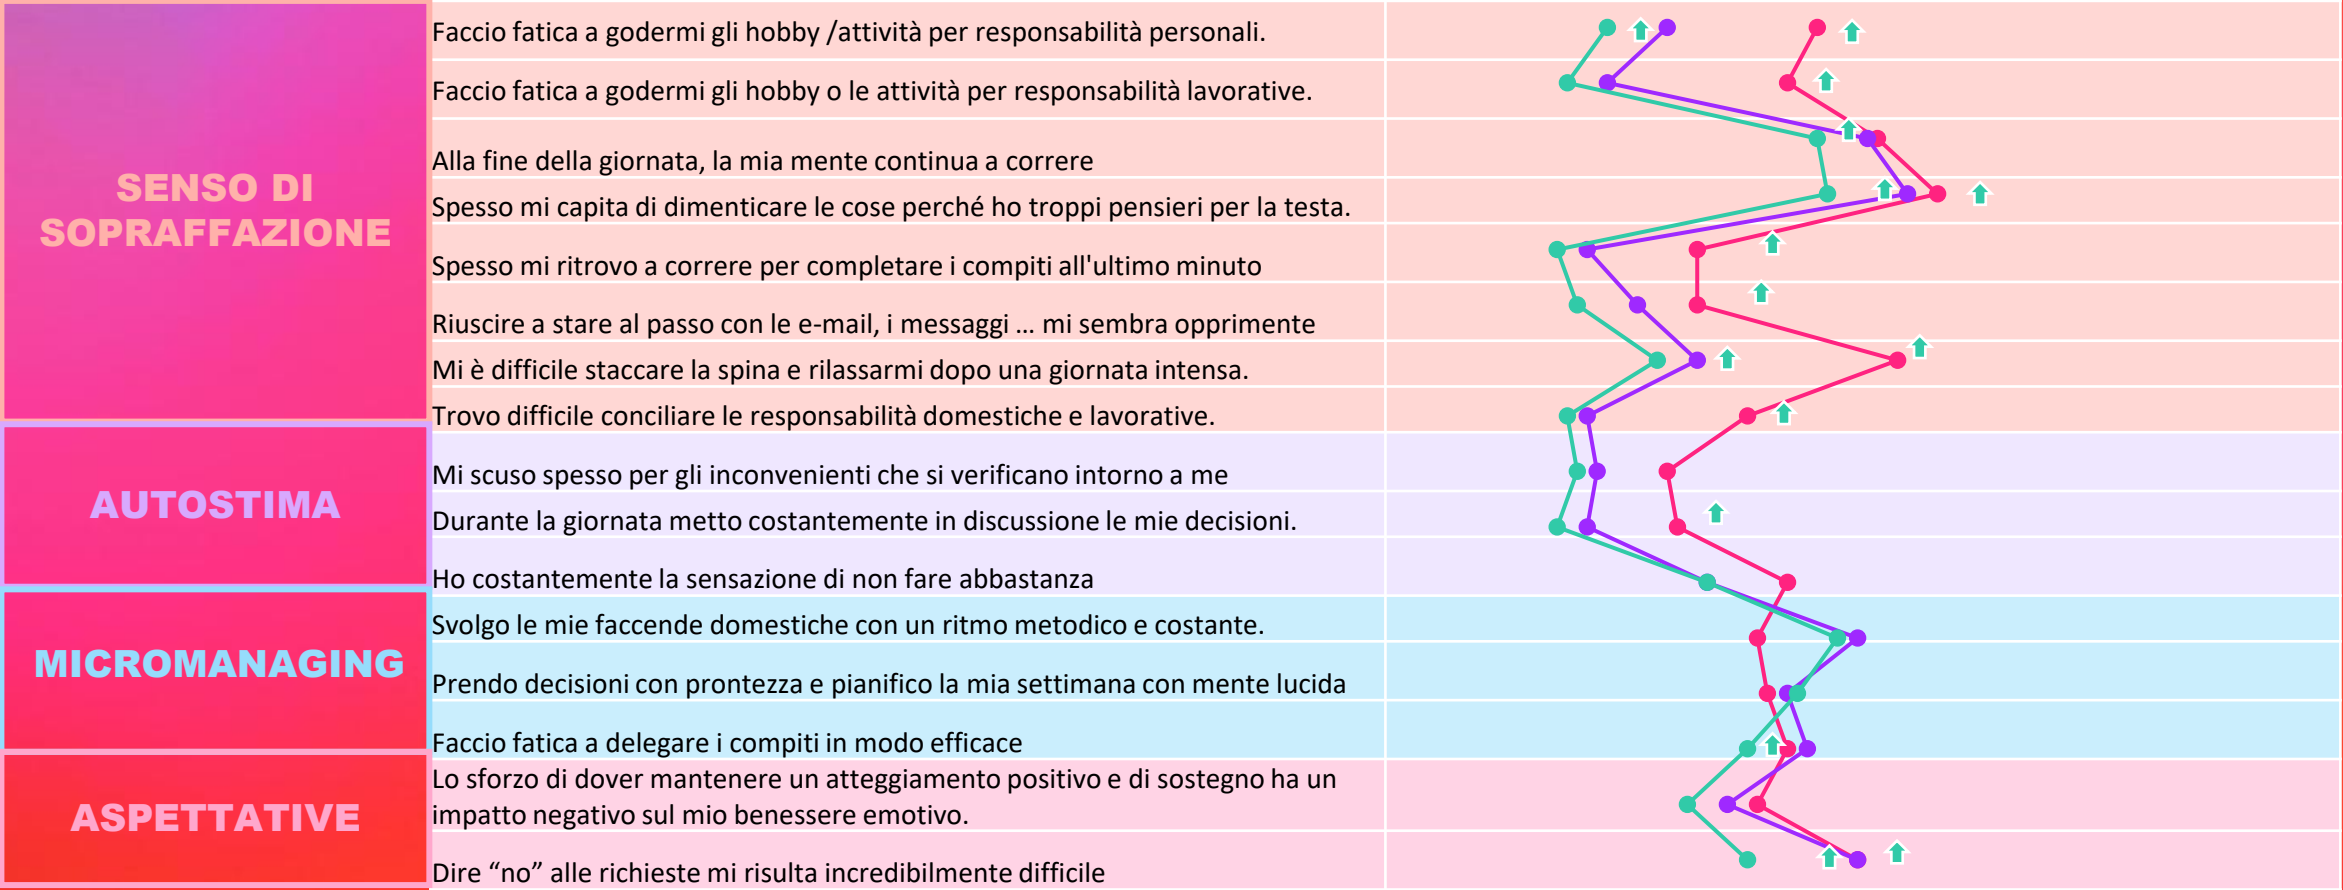 SENSO DI
SOPRAFFAZIONE
Faccio fatica a godermi gli hobby /attività per responsabilità personali.
Faccio fatica a godermi gli hobby o le attività per responsabilità lavorative.
Alla fine della giornata, la mia mente continua a correre
Spesso mi capita di dimenticare le cose perché ho troppi pensieri per la testa.
Spesso mi ritrovo a correre per completare i compiti all'ultimo minuto
Riuscire a stare al passo con le e-mail, i messaggi ... mi sembra opprimente
Mi è difficile staccare la spina e rilassarmi dopo una giornata intensa.
Trovo difficile conciliare le responsabilità domestiche e lavorative.
AUTOSTIMA
Mi scuso spesso per gli inconvenienti che si verificano intorno a me
Durante la giornata metto costantemente in discussione le mie decisioni.
Ho costantemente la sensazione di non fare abbastanza
MICROMANAGING
Svolgo le mie faccende domestiche con un ritmo metodico e costante.
Prendo decisioni con prontezza e pianifico la mia settimana con mente lucida
Faccio fatica a delegare i compiti in modo efficace
ASPETTATIVE
Lo sforzo di dover mantenere un atteggiamento positivo e di sostegno ha un
impatto negativo sul mio benessere emotivo.
Dire “no” alle richieste mi risulta incredibilmente difficile